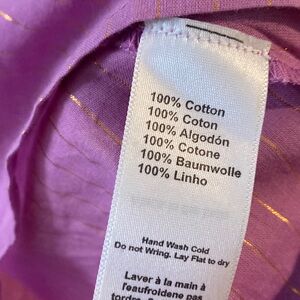 100% Cotton
100% Coton
100% Algodón
100% Cotone
100% Baumwolle
100% Linho
Hand Wash Cold
Do not Wring. Lay Flat to dry
Laver à la main à
l'eaufroidene pas